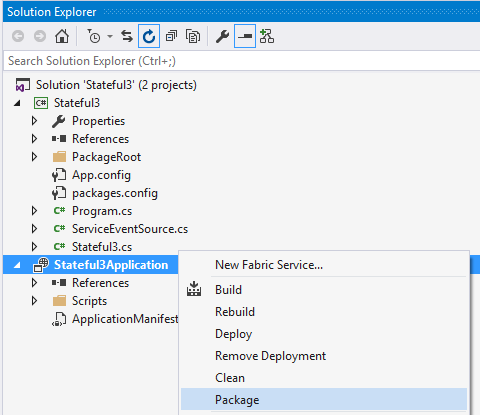 Solution Explorer
Search Solution Explorer (Ctrl+;)
Solution 'Stateful3' (2 projects)
C# Stateful3
Properties
References
PackageRoot
App.config
packages.config
C# Program.cs
C# ServiceEventSource.cs
C# Stateful3.cs
Stateful3Application
References
Scripts
ApplicationManifest
New Fabric Service...
Build
Rebuild
Deploy
Remove Deployment
Clean
Package